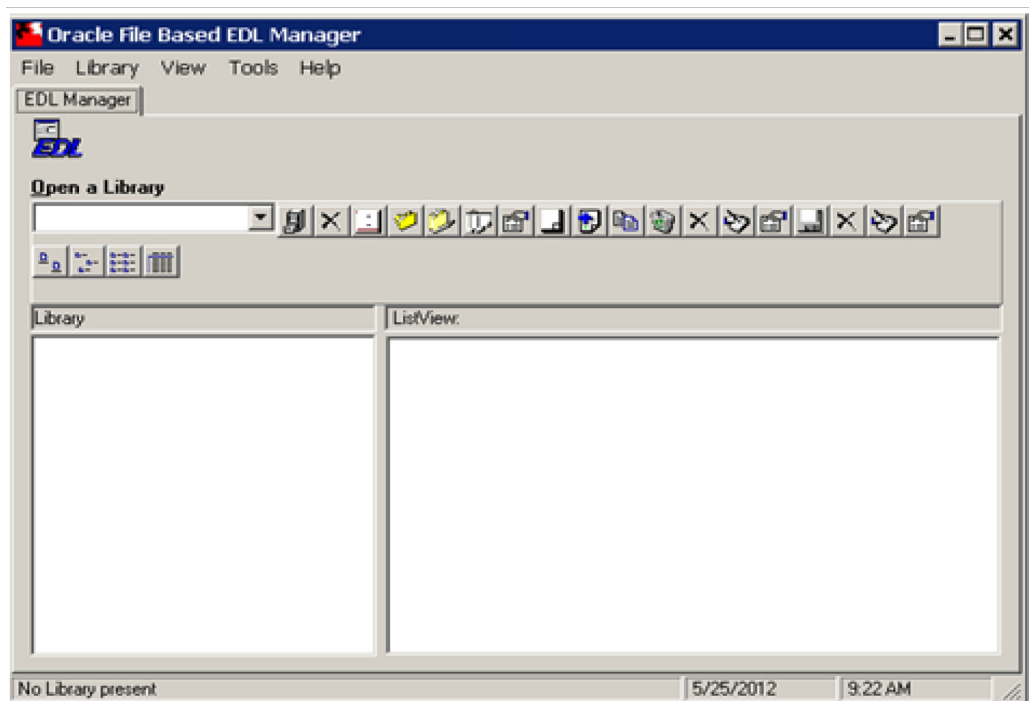 Oracle File Based EDL Manager
File Library View Tools Help
EDL Manager
EDL
Open a Library
Library
ListView:
No Library present 5/25/2012 9:22 AM